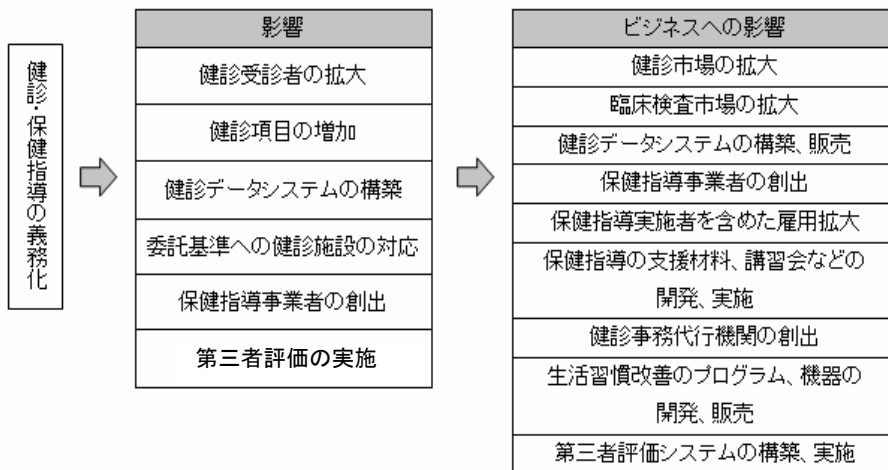 健診・保健指導の義務化
影響
健診受診者の拡大
健診項目の増加
健診データシステムの構築
委託基準への健診施設の対応
保健指導事業者の創出
第三者評価の実施
ビジネスへの影響
健診市場の拡大
臨床検査市場の拡大
健診データシステムの構築、販売
保健指導事業者の創出
保健指導実施者を含めた雇用拡大
保健指導の支援材料、講習会などの
開発、実施
健診事務代行機関の創出
生活習慣改善のプログラム、機器の
開発、販売
第三者評価システムの構築、実施